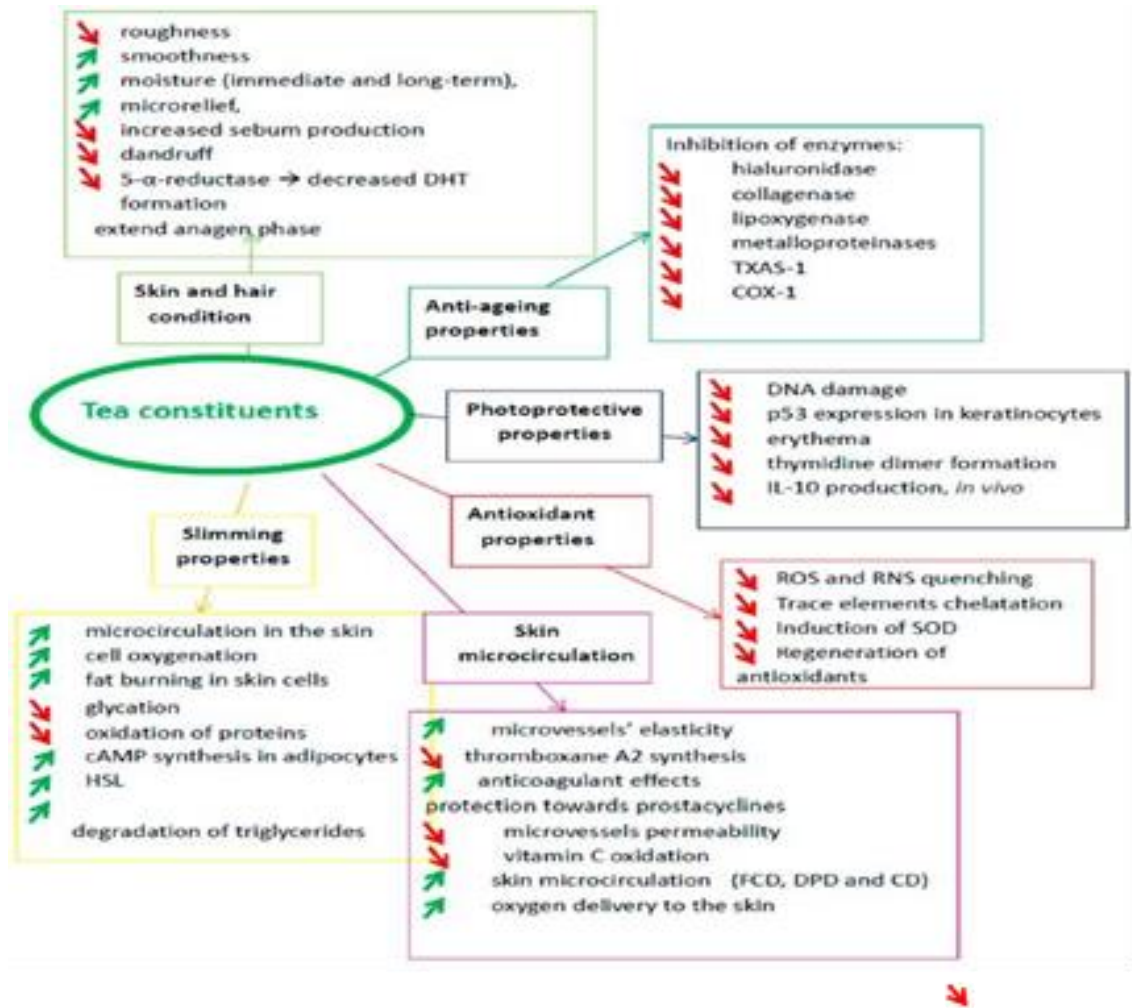 roughness
smoothness
moisture (immediate and long-term),
microrelief,
increased sebum production
dandruff
5-α-reductase → decreased DHT
formation
extend anagen phase
Inhibition of enzymes:
hialuronidase
collagenase
lipoxygenase
metalloproteinases
TXAS-1
COX-1
Skin and hair
condition
Anti-ageing
properties
Tea constituents
Photoprotective
properties
DNA damage
p53 expression in keratinocytes
erythema
thymidine dimer formation
IL-10 production, in vivo
Antioxidant
properties
Slimming
properties
ROS and RNS quenching
Trace elements chelatation
Induction of SOD
Regeneration of
antioxidants
Skin
microcirculation
microcirculation in the skin
cell oxygenation
fat burning in skin cells
glycation
oxidation of proteins
cAMP synthesis in adipocytes
HSL
degradation of triglycerides
microvessels' elasticity
thromboxane A2 synthesis
anticoagulant effects
protection towards prostacyclines
microvessels permeability
vitamin C oxidation
skin microcirculation (FCD, DPD and CD)
oxygen delivery to the skin